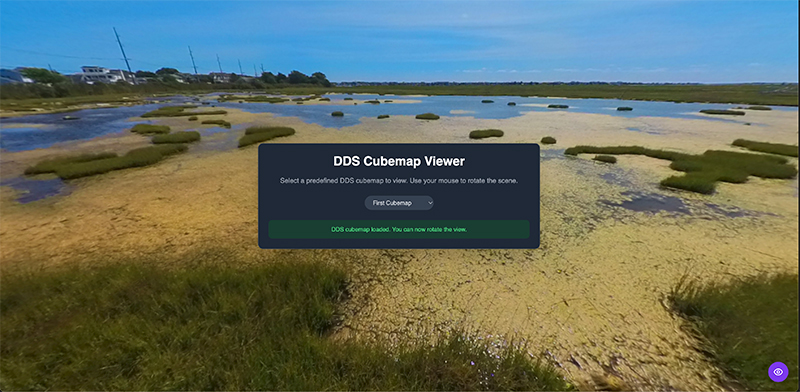 DDS Cubemap Viewer
Select a predefined DDS cubemap to view. Use your mouse to rotate the scene.
First Cubemap
DDS cubemap loaded. You can now rotate the view.